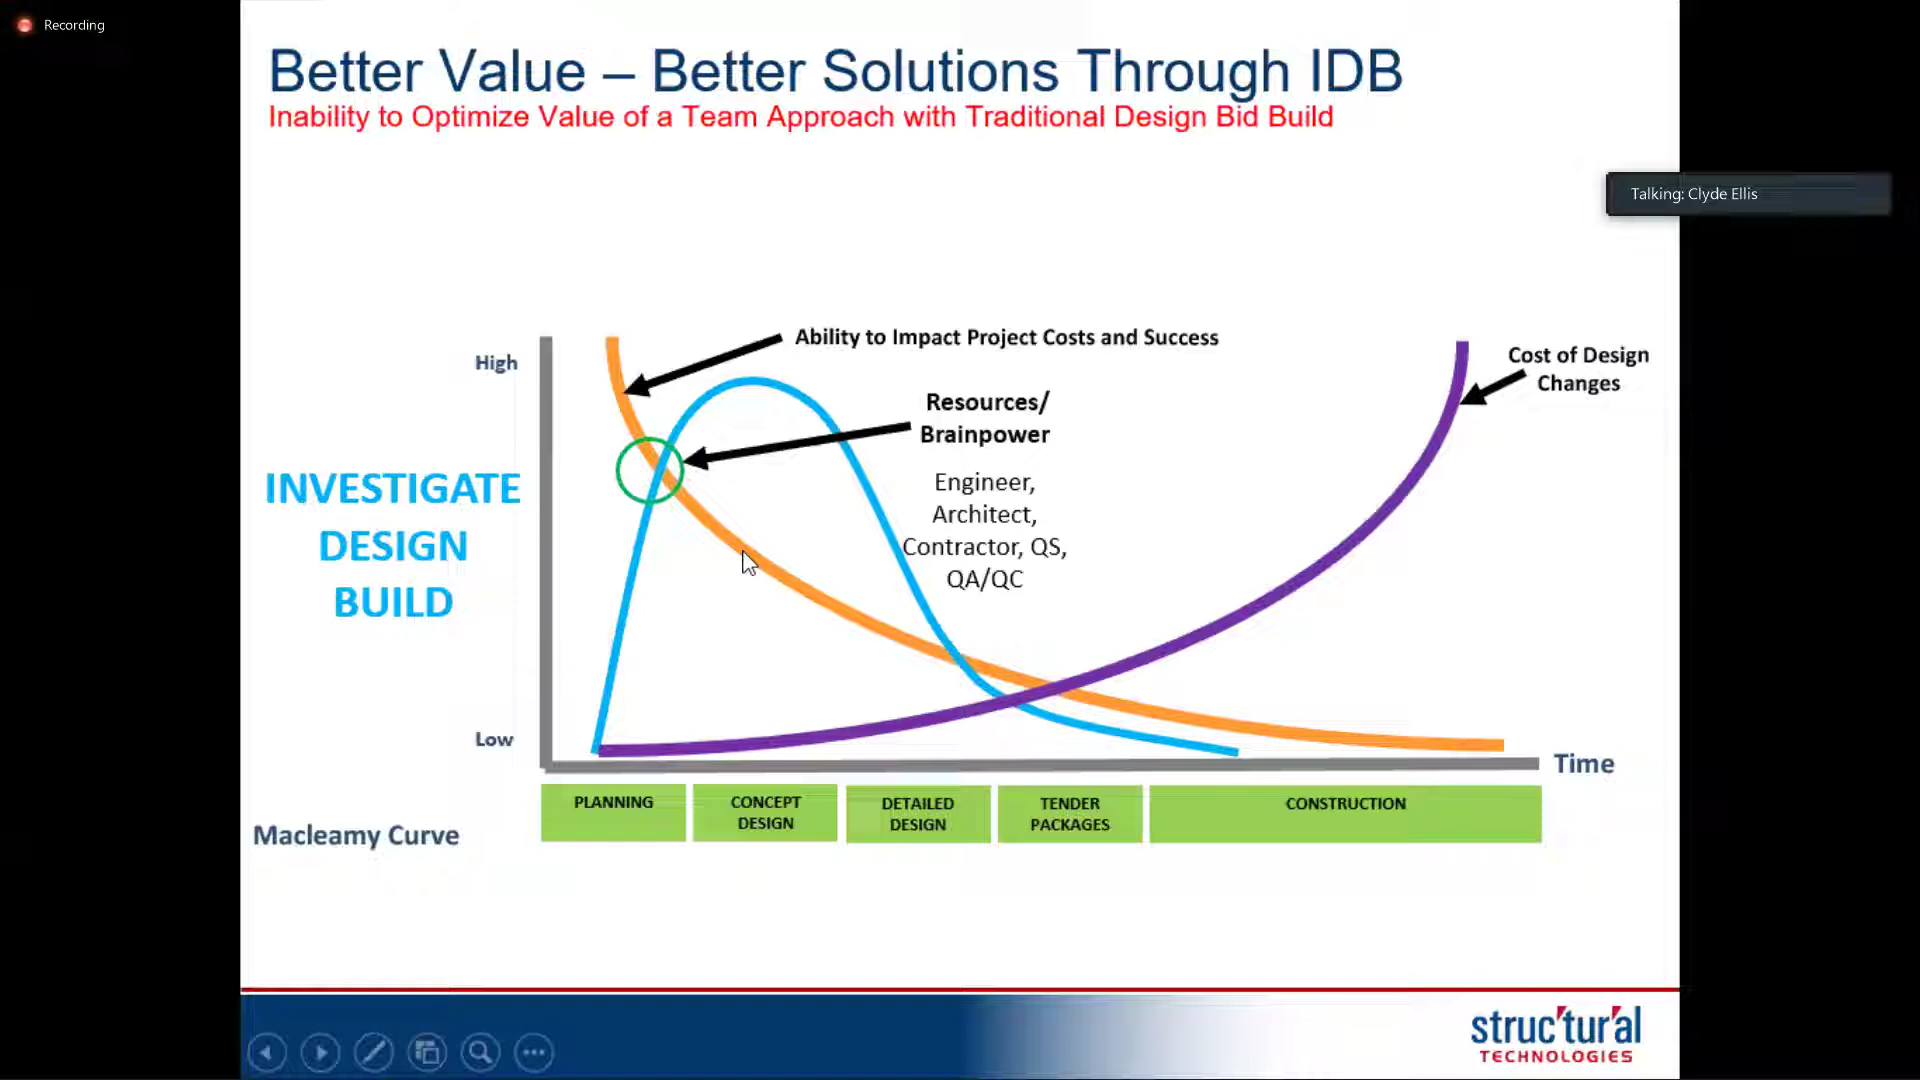 Recording
Better Value – Better Solutions Through IDB
Inability to Optimize Value of a Team Approach with Traditional Design Bid Build
Talking: Clyde Ellis
High
Ability to Impact Project Costs and Success
Cost of Design
Changes
Resources/
Brainpower
Engineer,
Architect,
Contractor, QS,
QA/QC
INVESTIGATE
DESIGN
BUILD
Low
Time
PLANNING
CONCEPT
DESIGN
DETAILED
DESIGN
TENDER
PACKAGES
CONSTRUCTION
Macleamy Curve
structural
TECHNOLOGIES